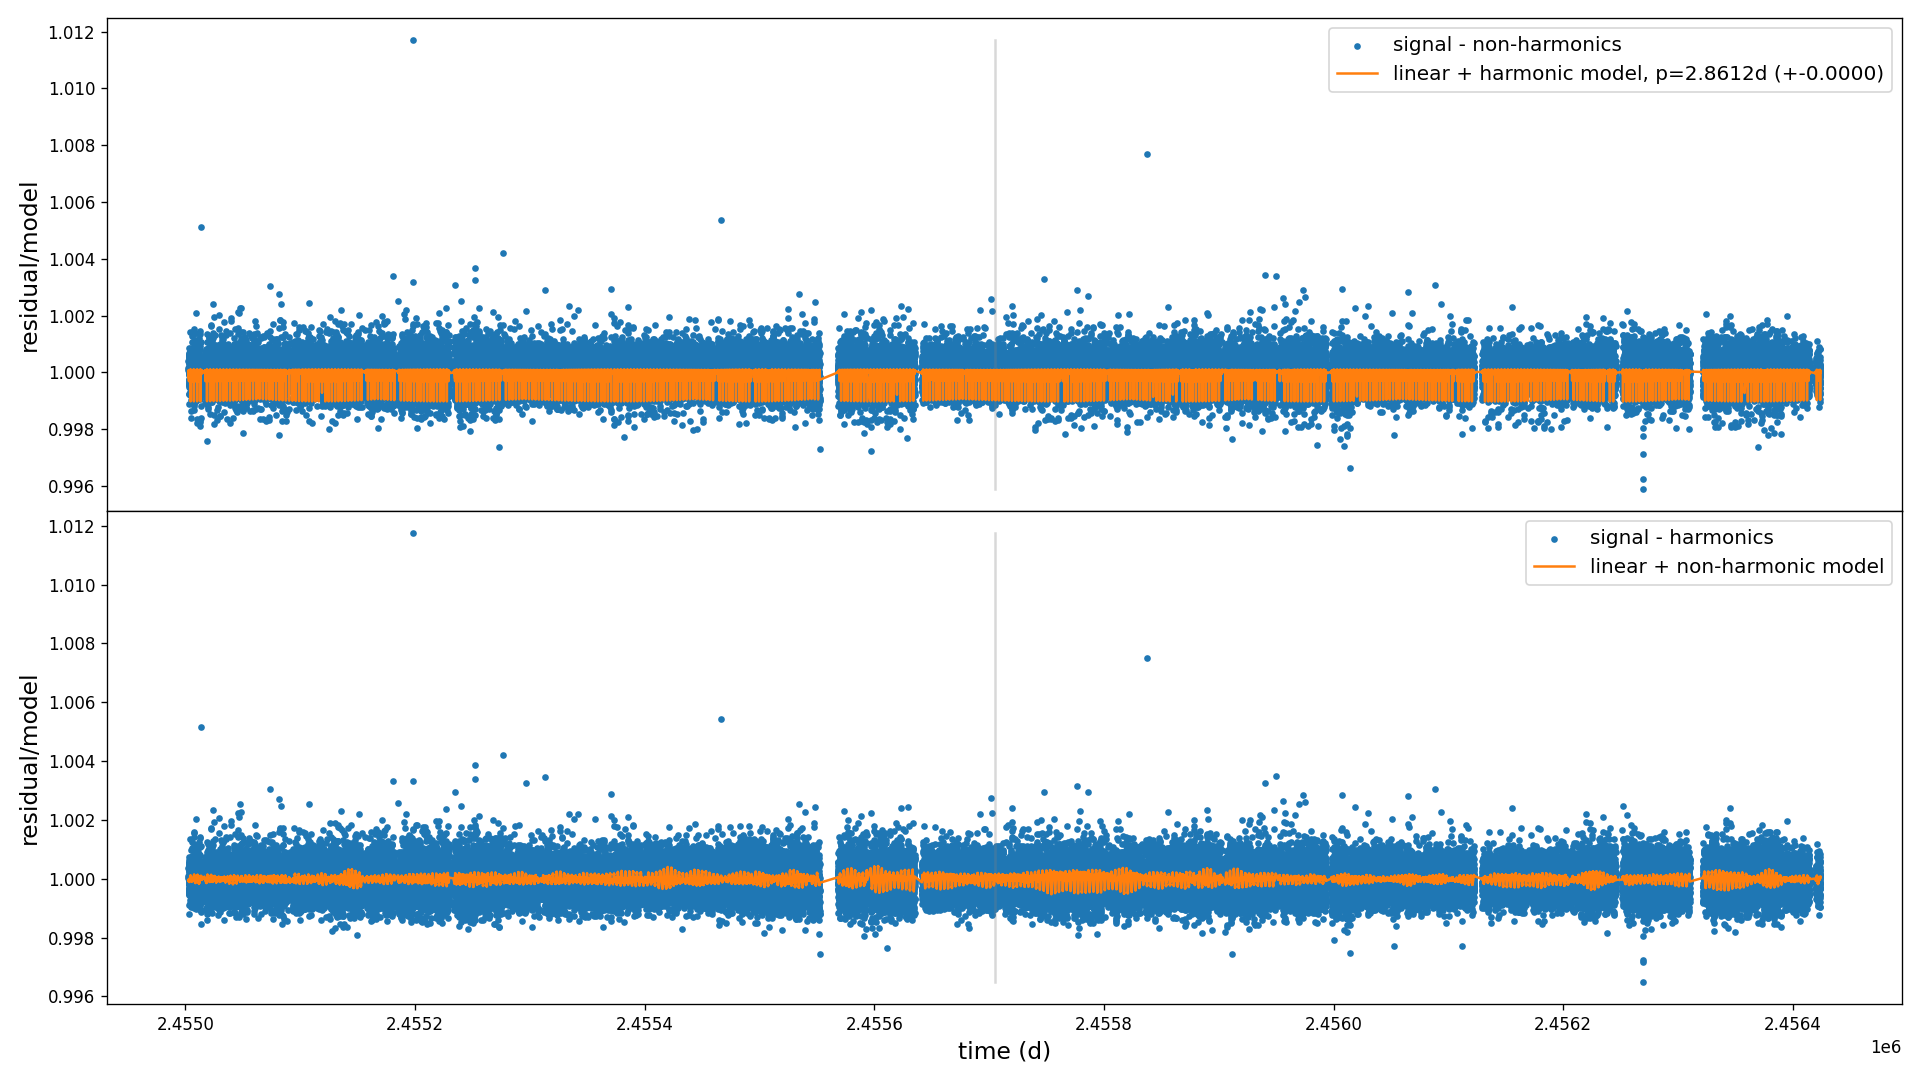 1.012
1.010
1.008
1.006
1.004
1.002
1.000
0.998
0.996
residual/model
signal - non-harmonics
linear + harmonic model, p=2.8612d (+-0.0000)
1.012
1.010
1.008
1.006
1.004
1.002
1.000
0.998
0.996
residual/model
signal - harmonics
linear + non-harmonic model
2.4550 2.4552 2.4554 2.4556 2.4558 2.4560 2.4562 2.4564
time (d)
1e6